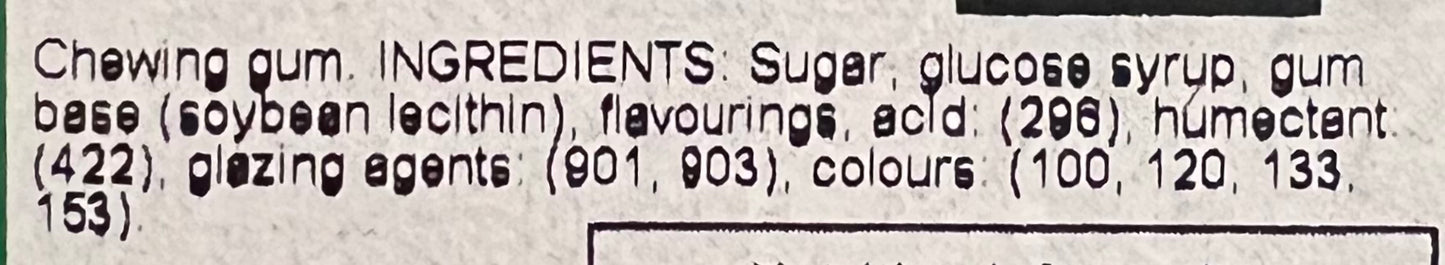 Chewing gum. INGREDIENTS: Sugar, glucose syrup, gum
base (soybean lecithin), flavourings, acid: (296), humectant:
(422), glazing agents: (901, 903), colours: (100, 120, 133,
153).